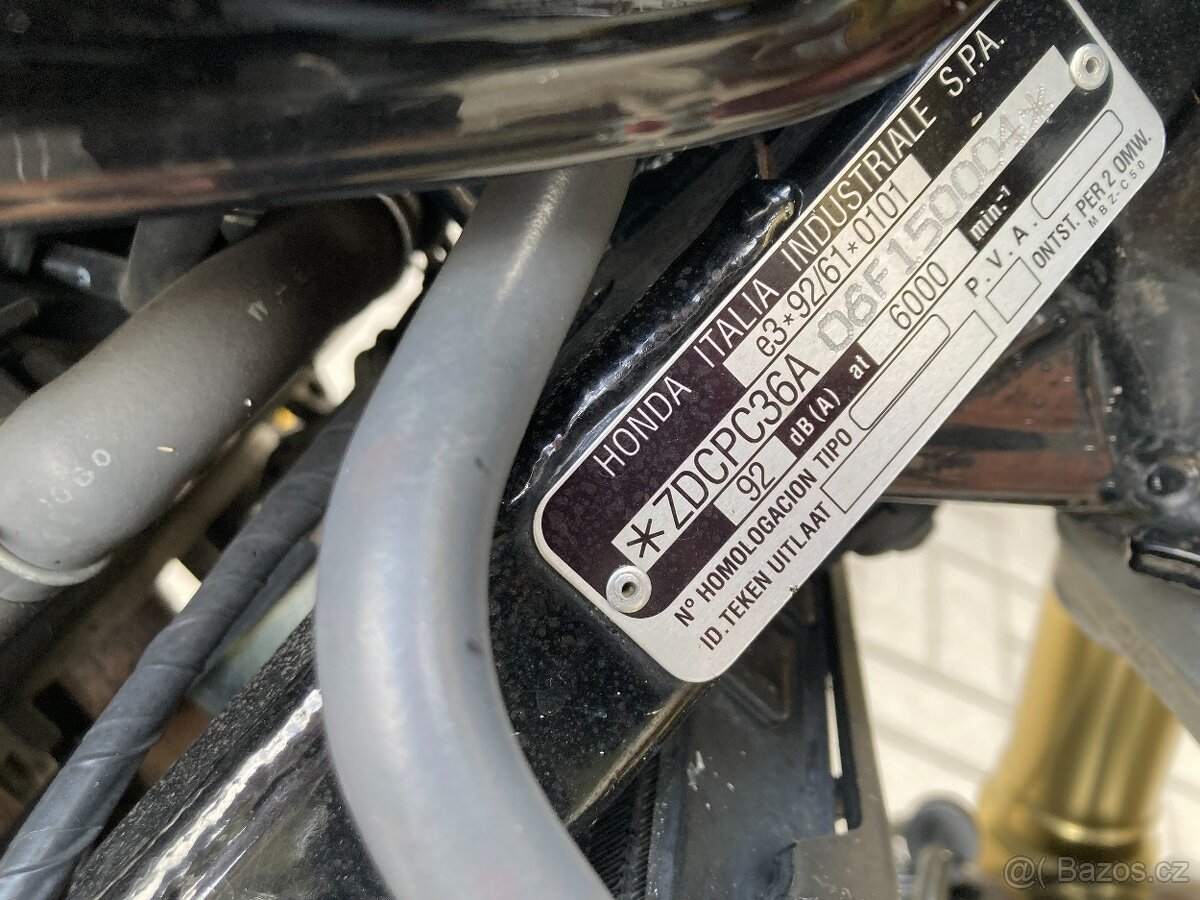 HONDA ITALIA INDUSTRIALE S.P.A.
e3*92/61*0101
*ZDCPC36A 06F150004*
92 dB(A) at 6000 min.-1
Nº HOMOLOGACION TIPO P.V.A.
ID.TEKEN UITLAAT ONTST. PER 2 OMW.
MBZ-C50
Bazos.cz